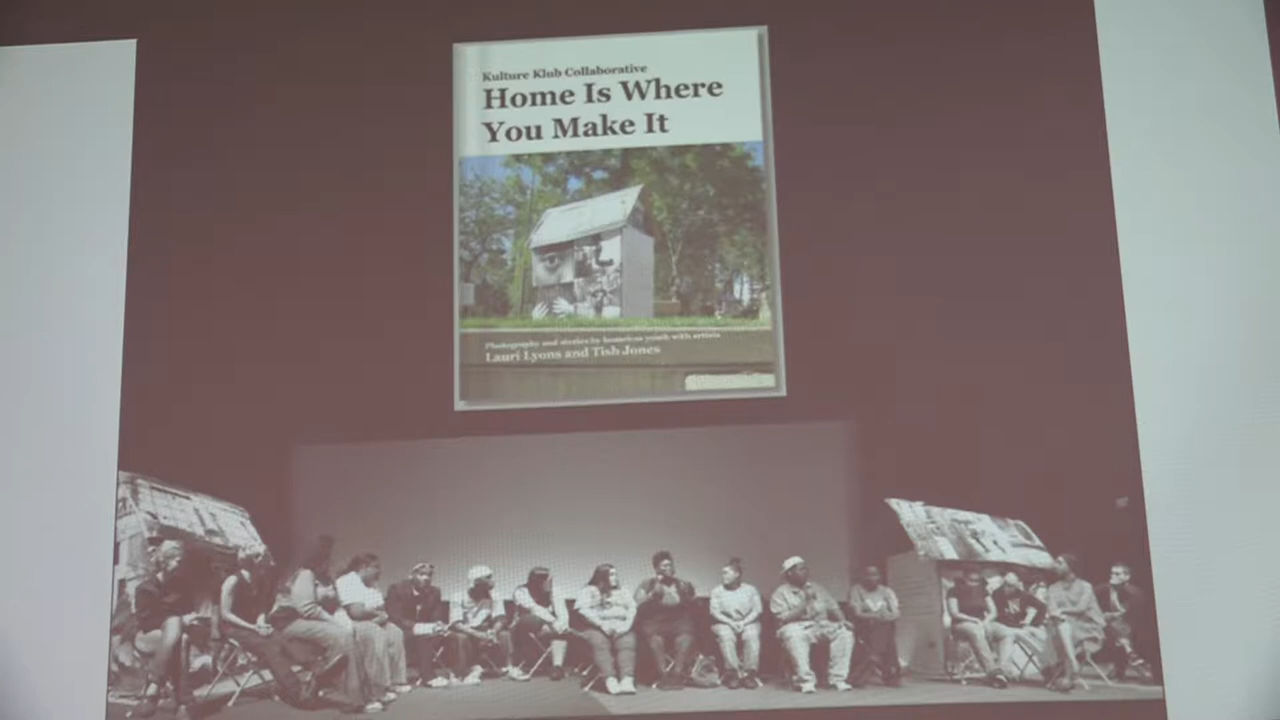 Kulture Klub Collaborative
Home Is Where
You Make It
Photography and stories by homeless youth with artists
Lauri Lyons and Tish Jones